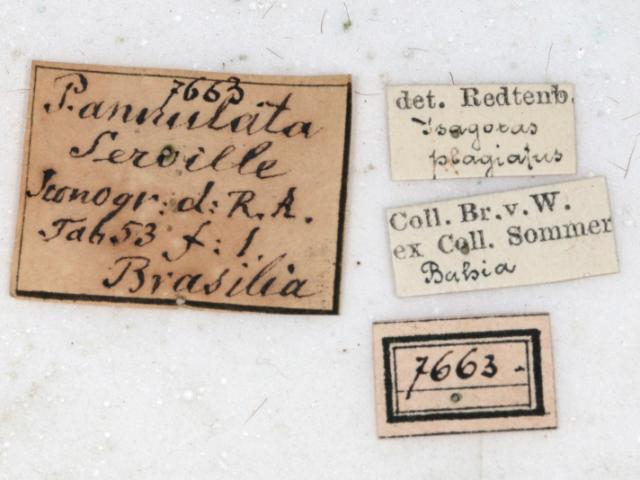 7663
P. annulata
Serville
Iconogr: d: R. A.
Tab. 53 f: 1
Brasilia
det. Redtenb.
Isagoras
plagiatus
Coll. Br. v. W.
ex Coll. Sommer
Bahia
7663.